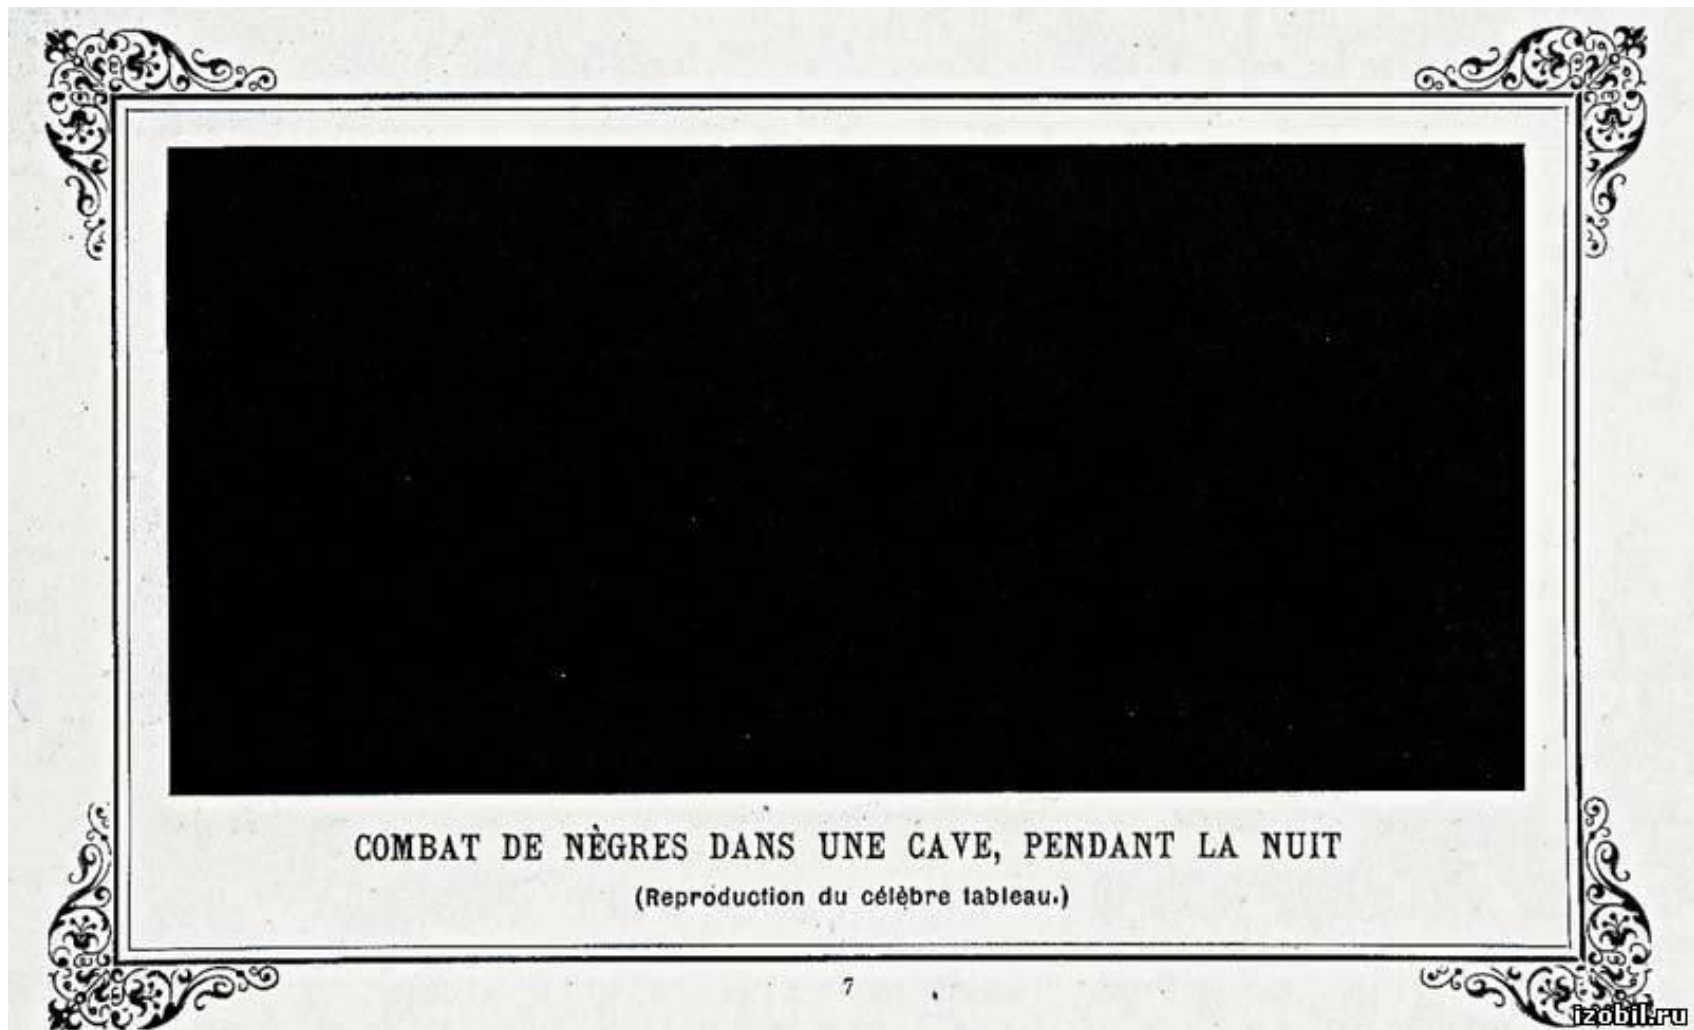 COMBAT DE NÈGRES DANS UNE CAVE, PENDANT LA NUIT
(Reproduction du célèbre tableau.)
7
izobil.ru